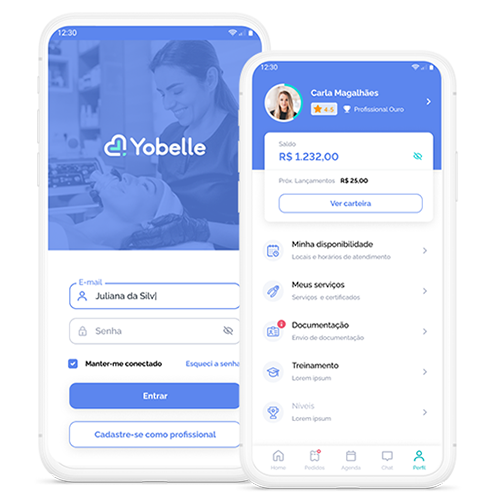 12:30
Yobelle
E-mail
Juliana da Silv
Senha
Manter-me conectado
Esqueci a senha
Entrar
Cadastre-se como profissional
12:30
Carla Magalhães
4.5 Profissional Ouro
Saldo
R$ 1.232,00
Próx. Lançamentos R$ 25,00
Ver carteira
Minha disponibilidade
Locais e horários de atendimento
Meus serviços
Serviços e certificados
Documentação
Envio de documentação
Treinamento
Lorem ipsum
Níveis
Lorem ipsum
Home Pedidos Agenda Chat Perfil